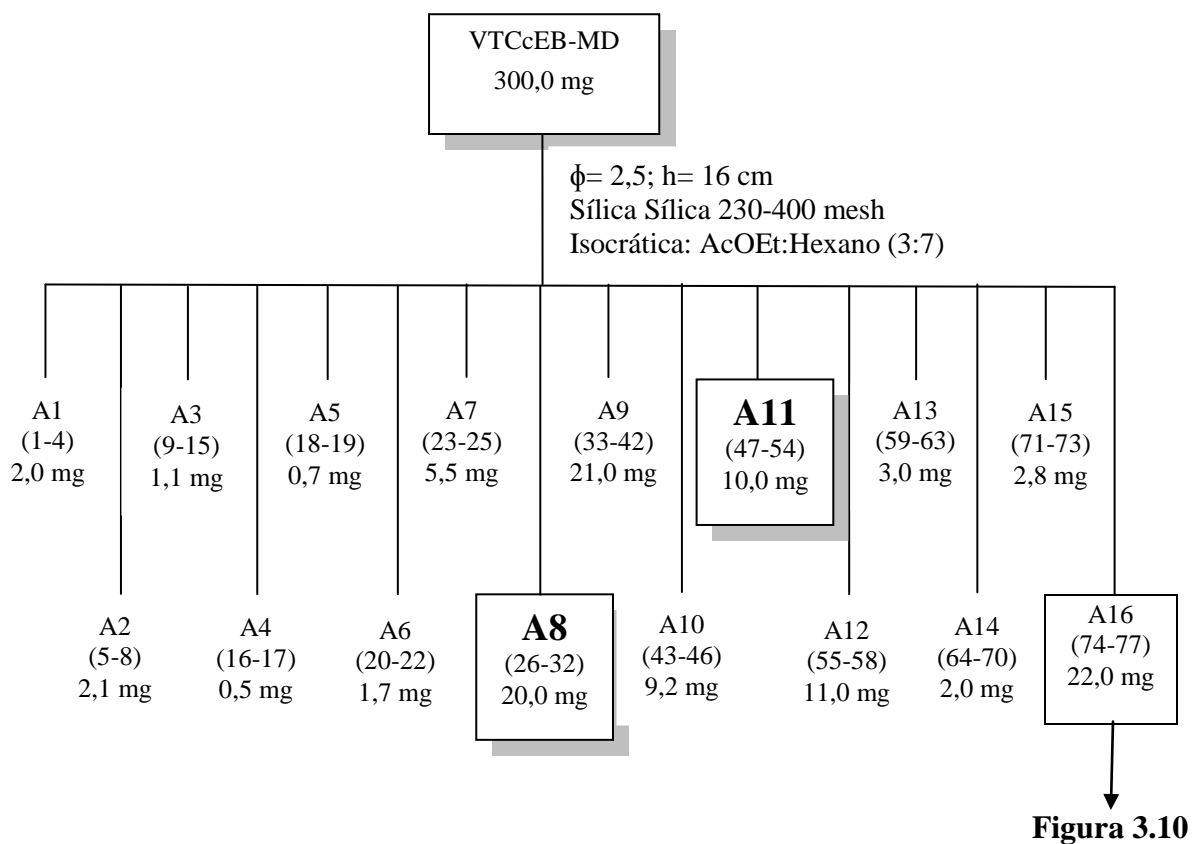 VTCcEB-MD
300,0 mg
ϕ= 2,5; h= 16 cm
Sílica Sílica 230-400 mesh
Isocrática: AcOEt:Hexano (3:7)
A1
(1-4)
2,0 mg
A3
(9-15)
1,1 mg
A5
(18-19)
0,7 mg
A7
(23-25)
5,5 mg
A9
(33-42)
21,0 mg
A11
(47-54)
10,0 mg
A13
(59-63)
3,0 mg
A15
(71-73)
2,8 mg
A2
(5-8)
2,1 mg
A4
(16-17)
0,5 mg
A6
(20-22)
1,7 mg
A8
(26-32)
20,0 mg
A10
(43-46)
9,2 mg
A12
(55-58)
11,0 mg
A14
(64-70)
2,0 mg
A16
(74-77)
22,0 mg
Figura 3.10